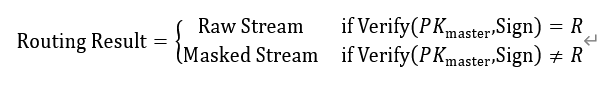 Routing Result = { Raw Stream if Verify(PK_master,Sign) = R
Masked Stream if Verify(PK_master,Sign) ≠ R ↵